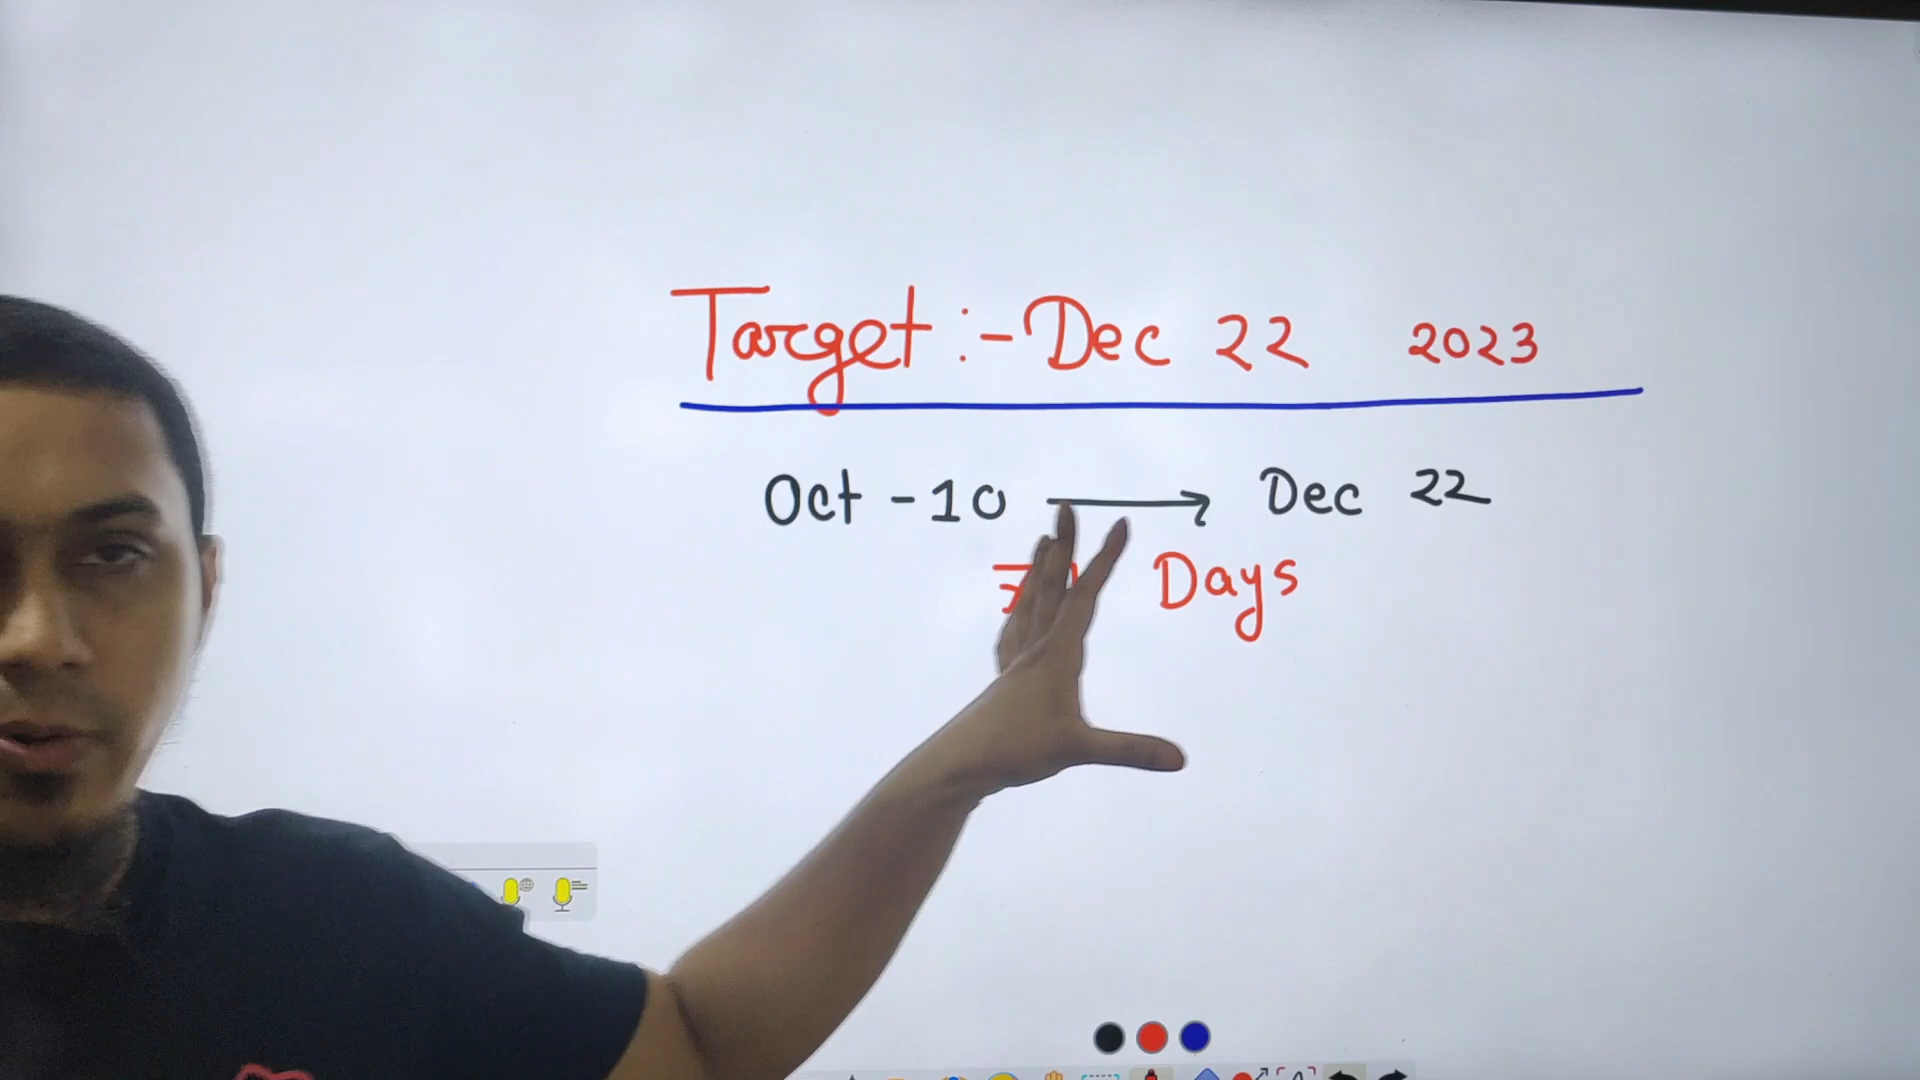 Target :- Dec 22 2023
Oct - 10 → Dec 22
Days